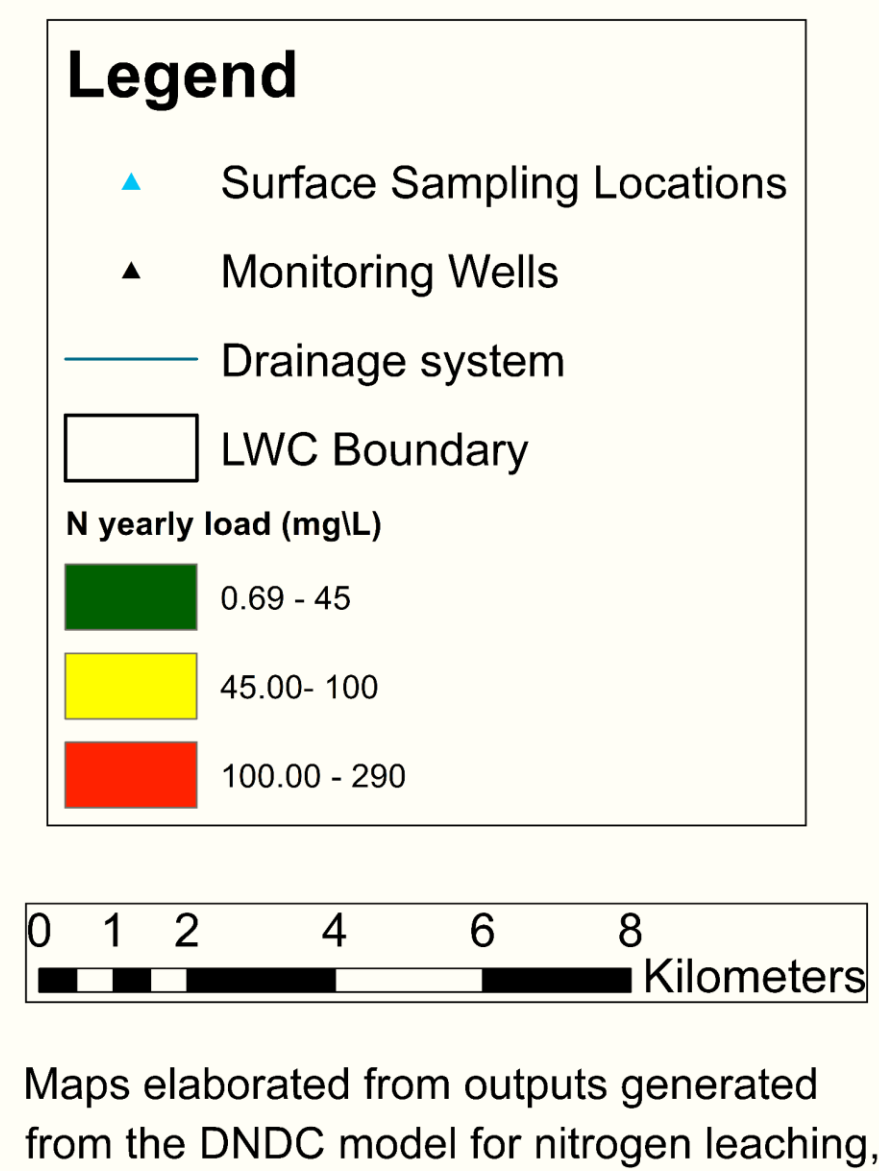 Legend
Surface Sampling Locations
Monitoring Wells
Drainage system
LWC Boundary
N yearly load (mg\L)
0.69 - 45
45.00- 100
100.00 - 290
0 1 2 4 6 8
Kilometers
Maps elaborated from outputs generated
from the DNDC model for nitrogen leaching,